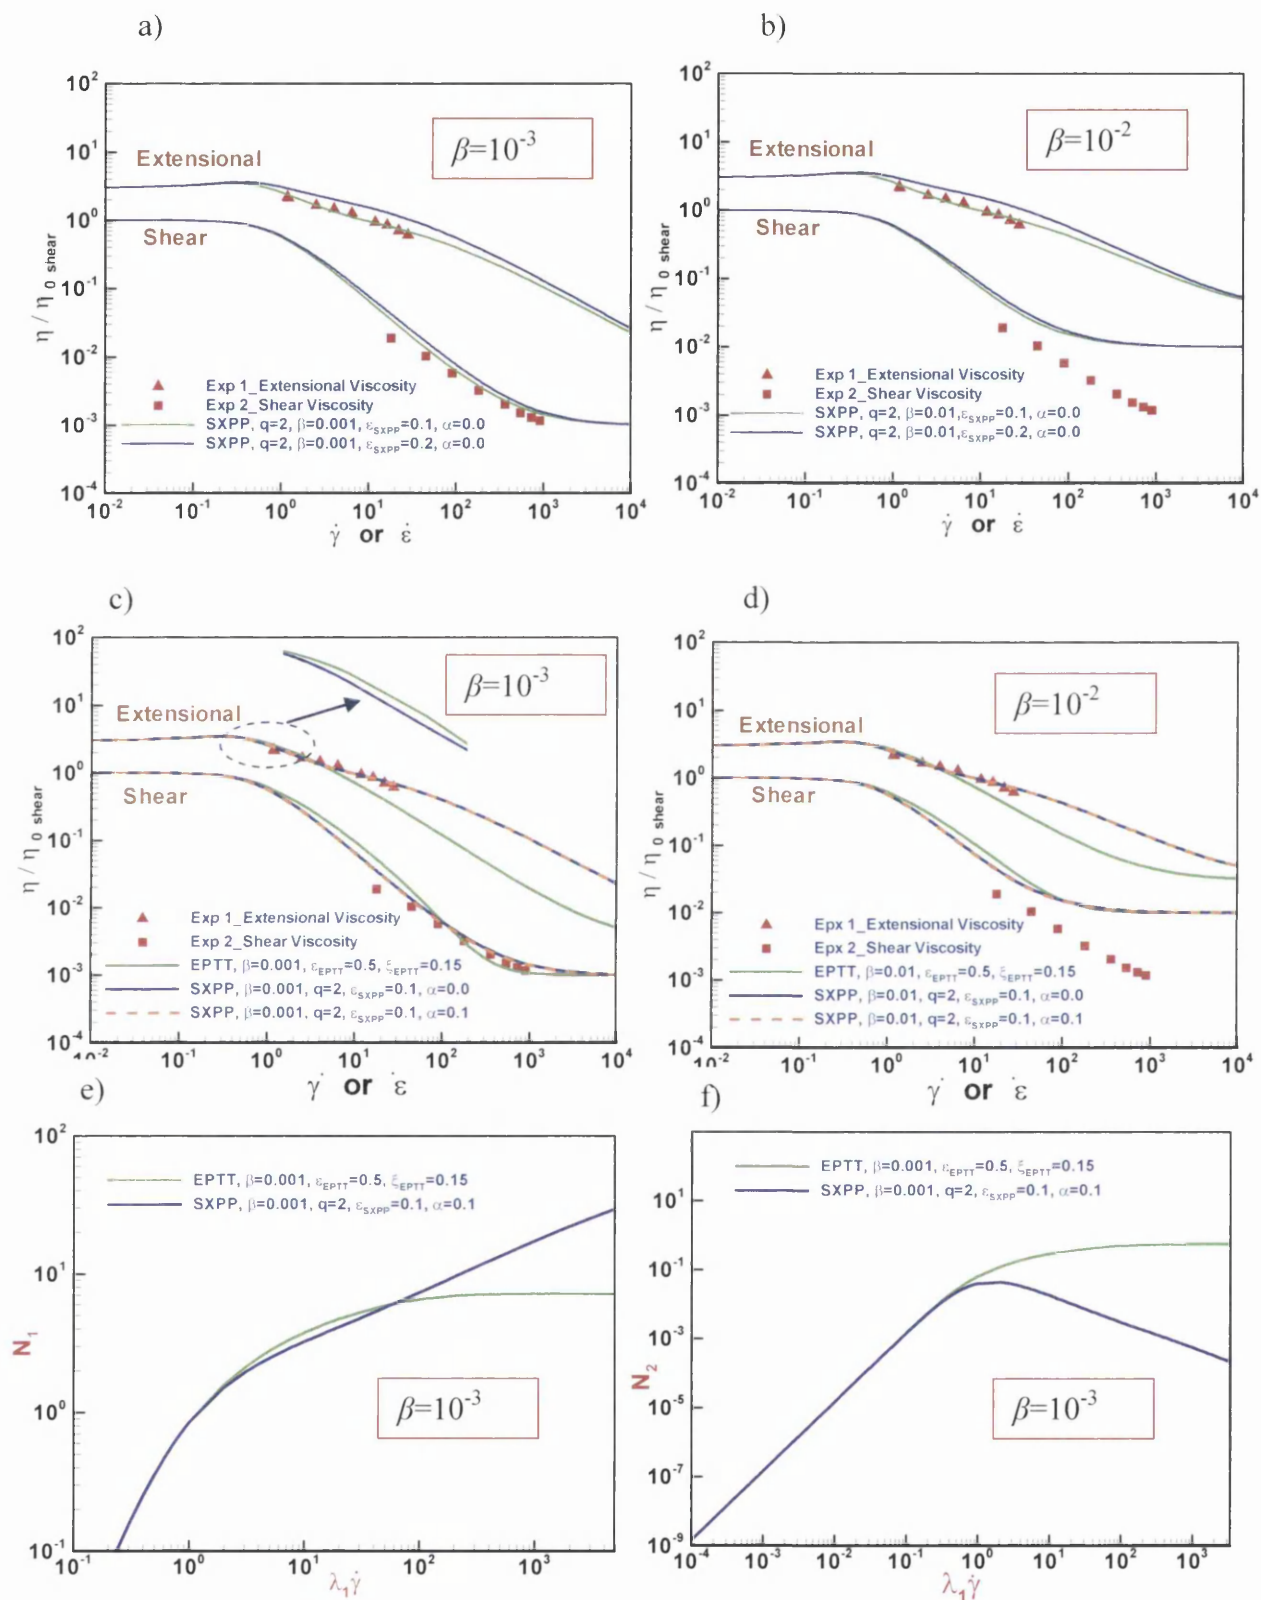 a)
10²
10¹
10⁰
10⁻¹
10⁻²
10⁻³
10⁻⁴
η / η 0 shear
β=10⁻³
Extensional
Shear
Exp 1_Extensional Viscosity
Exp 2_Shear Viscosity
SXPP, q=2, β=0.001, εSXPP=0.1, α=0.0
SXPP, q=2, β=0.001, εSXPP=0.2, α=0.0
10⁻² 10⁻¹ 10⁰ 10¹ 10² 10³ 10⁴
γ̇ or ε̇
b)
10²
10¹
10⁰
10⁻¹
10⁻²
10⁻³
10⁻⁴
η / η 0 shear
β=10⁻²
Extensional
Shear
Exp 1_Extensional Viscosity
Exp 2_Shear Viscosity
SXPP, q=2, β=0.01,εSXPP=0.1, α=0.0
SXPP, q=2, β=0.01,εSXPP=0.2, α=0.0
10⁻² 10⁻¹ 10⁰ 10¹ 10² 10³ 10⁴
γ̇ or ε̇
c)
10²
10¹
10⁰
10⁻¹
10⁻²
10⁻³
10⁻⁴
η / η 0 shear
β=10⁻³
Extensional
Shear
Exp 1_Extensional Viscosity
Exp 2_Shear Viscosity
EPTT, β=0.001, εEPTT=0.5, ξEPTT=0.15
SXPP, β=0.001, q=2, εSXPP=0.1, α=0.0
SXPP, β=0.001, q=2, εSXPP=0.1, α=0.1
10⁻¹ 10⁰ 10¹ 10² 10³ 10⁴
γ̇ or ε̇
d)
10²
10¹
10⁰
10⁻¹
10⁻²
10⁻³
10⁻⁴
η / η 0 shear
β=10⁻²
Extensional
Shear
Epx 1_Extensional Viscosity
Epx 2_Shear Viscosity
EPTT, β=0.01, εEPTT=0.5, ξEPTT=0.15
SXPP, β=0.01, q=2, εSXPP=0.1, α=0.0
SXPP, β=0.01, q=2, εSXPP=0.1, α=0.1
10⁻¹ 10⁰ 10¹ 10² 10³ 10⁴
γ̇ or ε̇
e)
10²
10¹
10⁰
10⁻¹
N₁
EPTT, β=0.001, εEPTT=0.5, ξEPTT=0.15
SXPP, β=0.001, q=2, εSXPP=0.1, α=0.1
β=10⁻³
10⁻¹ 10⁰ 10¹ 10² 10³
λ₁γ̇
f)
10¹
10⁻¹
10⁻³
10⁻⁵
10⁻⁷
10⁻⁹
N₂
EPTT, β=0.001, εEPTT=0.5, ξEPTT=0.15
SXPP, β=0.001, q=2, εSXPP=0.1, α=0.1
β=10⁻³
10⁻⁴ 10⁻³ 10⁻² 10⁻¹ 10⁰ 10¹ 10² 10³
λ₁γ̇